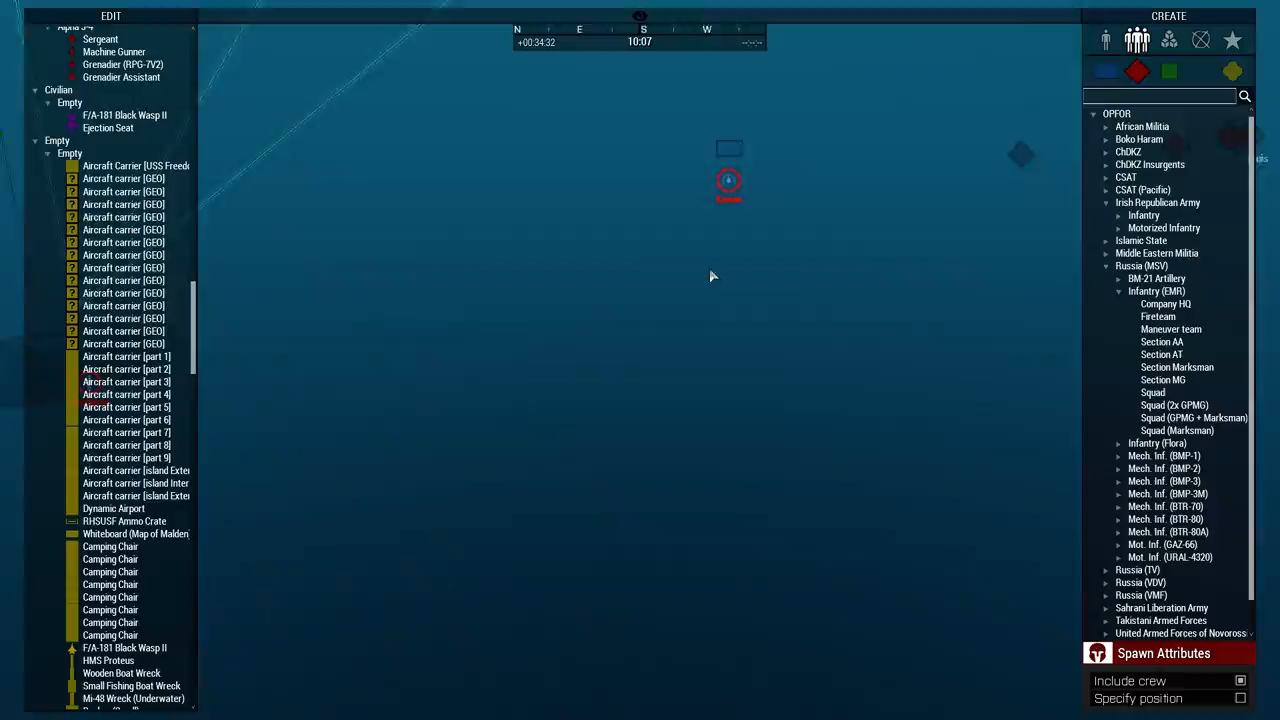 EDIT
Alpha 3-4
Sergeant
Machine Gunner
Grenadier (RPG-7V2)
Grenadier Assistant
Civilian
Empty
F/A-181 Black Wasp II
Ejection Seat
Empty
Empty
Aircraft Carrier [USS Freedo
Aircraft carrier [GEO]
Aircraft carrier [GEO]
Aircraft carrier [GEO]
Aircraft carrier [GEO]
Aircraft carrier [GEO]
Aircraft carrier [GEO]
Aircraft carrier [GEO]
Aircraft carrier [GEO]
Aircraft carrier [GEO]
Aircraft carrier [GEO]
Aircraft carrier [GEO]
Aircraft carrier [GEO]
Aircraft carrier [GEO]
Aircraft carrier [GEO]
Aircraft carrier [part 1]
Aircraft carrier [part 2]
Aircraft carrier [part 3]
Aircraft carrier [part 4]
Aircraft carrier [part 5]
Aircraft carrier [part 6]
Aircraft carrier [part 7]
Aircraft carrier [part 8]
Aircraft carrier [part 9]
Aircraft carrier [island Exter
Aircraft carrier [island Inter
Aircraft carrier [island Exter
Dynamic Airport
RHSUSF Ammo Crate
Whiteboard (Map of Malden)
Camping Chair
Camping Chair
Camping Chair
Camping Chair
Camping Chair
Camping Chair
Camping Chair
Camping Chair
F/A-181 Black Wasp II
HMS Proteus
Wooden Boat Wreck
Small Fishing Boat Wreck
Mi-48 Wreck (Underwater)
N E S W
+00:34:32 10:07 --:--:--
CREATE
OPFOR
African Militia
Boko Haram
ChDKZ
ChDKZ Insurgents
CSAT
CSAT (Pacific)
Irish Republican Army
Infantry
Motorized Infantry
Islamic State
Middle Eastern Militia
Russia (MSV)
BM-21 Artillery
Infantry (EMR)
Company HQ
Fireteam
Maneuver team
Section AA
Section AT
Section Marksman
Section MG
Squad
Squad (2x GPMG)
Squad (GPMG + Marksman)
Squad (Marksman)
Infantry (Flora)
Mech. Inf. (BMP-1)
Mech. Inf. (BMP-2)
Mech. Inf. (BMP-3)
Mech. Inf. (BMP-3M)
Mech. Inf. (BTR-70)
Mech. Inf. (BTR-80)
Mech. Inf. (BTR-80A)
Mot. Inf. (GAZ-66)
Mot. Inf. (URAL-4320)
Russia (TV)
Russia (VDV)
Russia (VMF)
Sahrani Liberation Army
Takistani Armed Forces
United Armed Forces of Novoross
Spawn Attributes
Include crew
Specify position